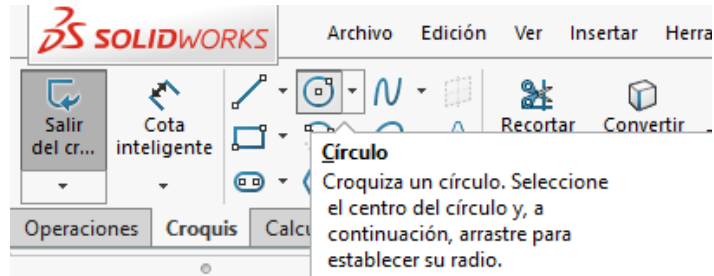 SOLIDWORKS
Archivo Edición Ver Insertar Herra
Salir del cr...
Cota inteligente
Recortar
Convertir
Círculo
Croquiza un círculo. Seleccione
el centro del círculo y, a
continuación, arrastre para
establecer su radio.
Operaciones Croquis Calcu